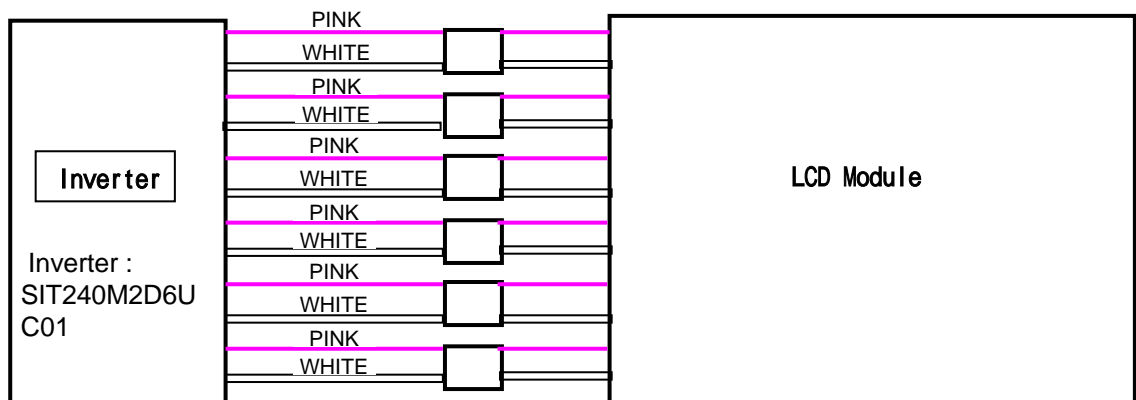 PINK
WHITE
PINK
WHITE
PINK
WHITE
PINK
WHITE
PINK
WHITE
PINK
WHITE
Inverter
Inverter :
SIT240M2D6U
C01
LCD Module